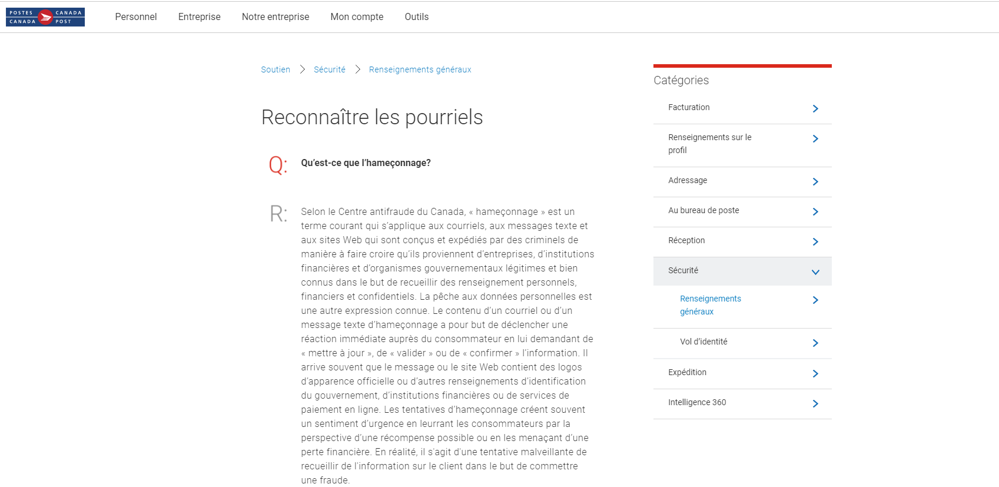 POSTES CANADA
CANADA POST
Personnel
Entreprise
Notre entreprise
Mon compte
Outils
Soutien
Sécurité
Renseignements généraux
Reconnaître les pourriels
Q:
Qu’est-ce que l’hameçonnage?
R:
Selon le Centre antifraude du Canada, « hameçonnage » est un
terme courant qui s’applique aux courriels, aux messages texte et
aux sites Web qui sont conçus et expédiés par des criminels de
manière à faire croire qu’ils proviennent d’entreprises, d’institutions
financières et d’organismes gouvernementaux légitimes et bien
connus dans le but de recueillir des renseignement personnels,
financiers et confidentiels. La pêche aux données personnelles est
une autre expression connue. Le contenu d’un courriel ou d’un
message texte d’hameçonnage a pour but de déclencher une
réaction immédiate auprès du consommateur en lui demandant de
« mettre à jour », de « valider » ou de « confirmer » l’information. Il
arrive souvent que le message ou le site Web contient des logos
d’apparence officielle ou d’autres renseignements d’identification
du gouvernement, d’institutions financières ou de services de
paiement en ligne. Les tentatives d’hameçonnage créent souvent
un sentiment d’urgence en leurrant les consommateurs par la
perspective d’une récompense possible ou en les menaçant d’une
perte financière. En réalité, il s'agit d'une tentative malveillante de
recueillir de l'information sur le client dans le but de commettre
une fraude.
Catégories
Facturation
Renseignements sur le
profil
Adressage
Au bureau de poste
Réception
Sécurité
Renseignements
généraux
Vol d’identité
Expédition
Intelligence 360